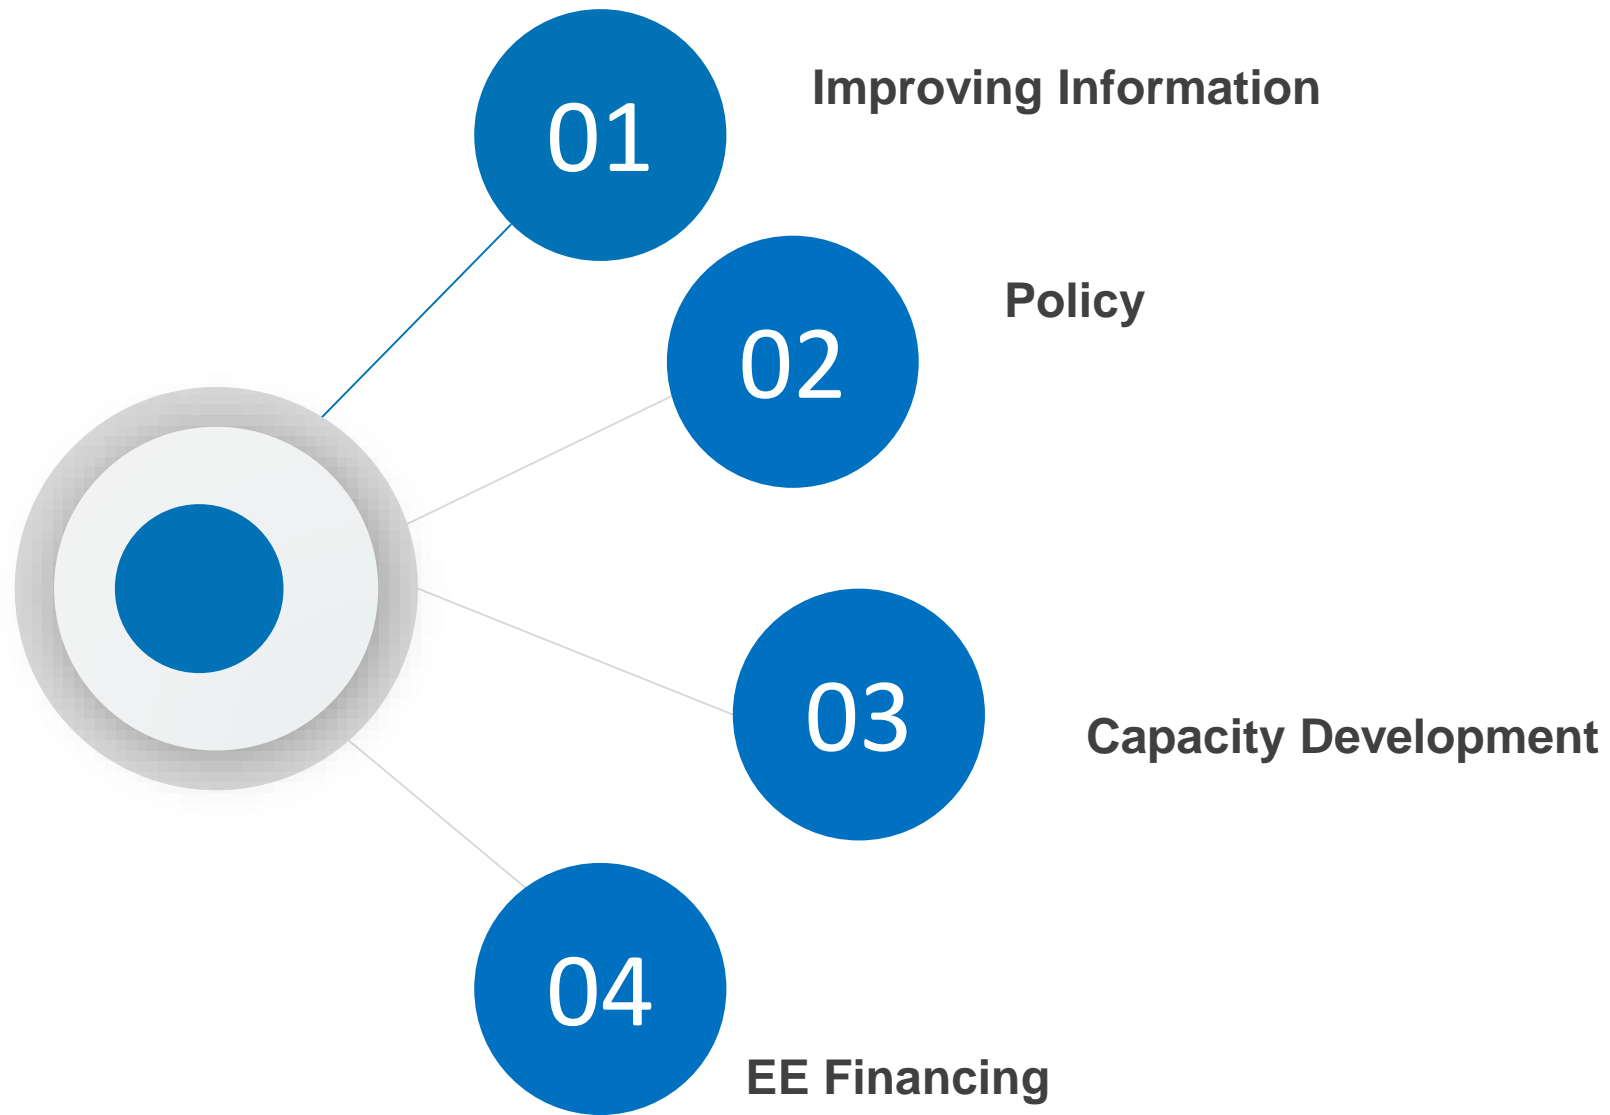 01
Improving Information
02
Policy
03
Capacity Development
04
EE Financing